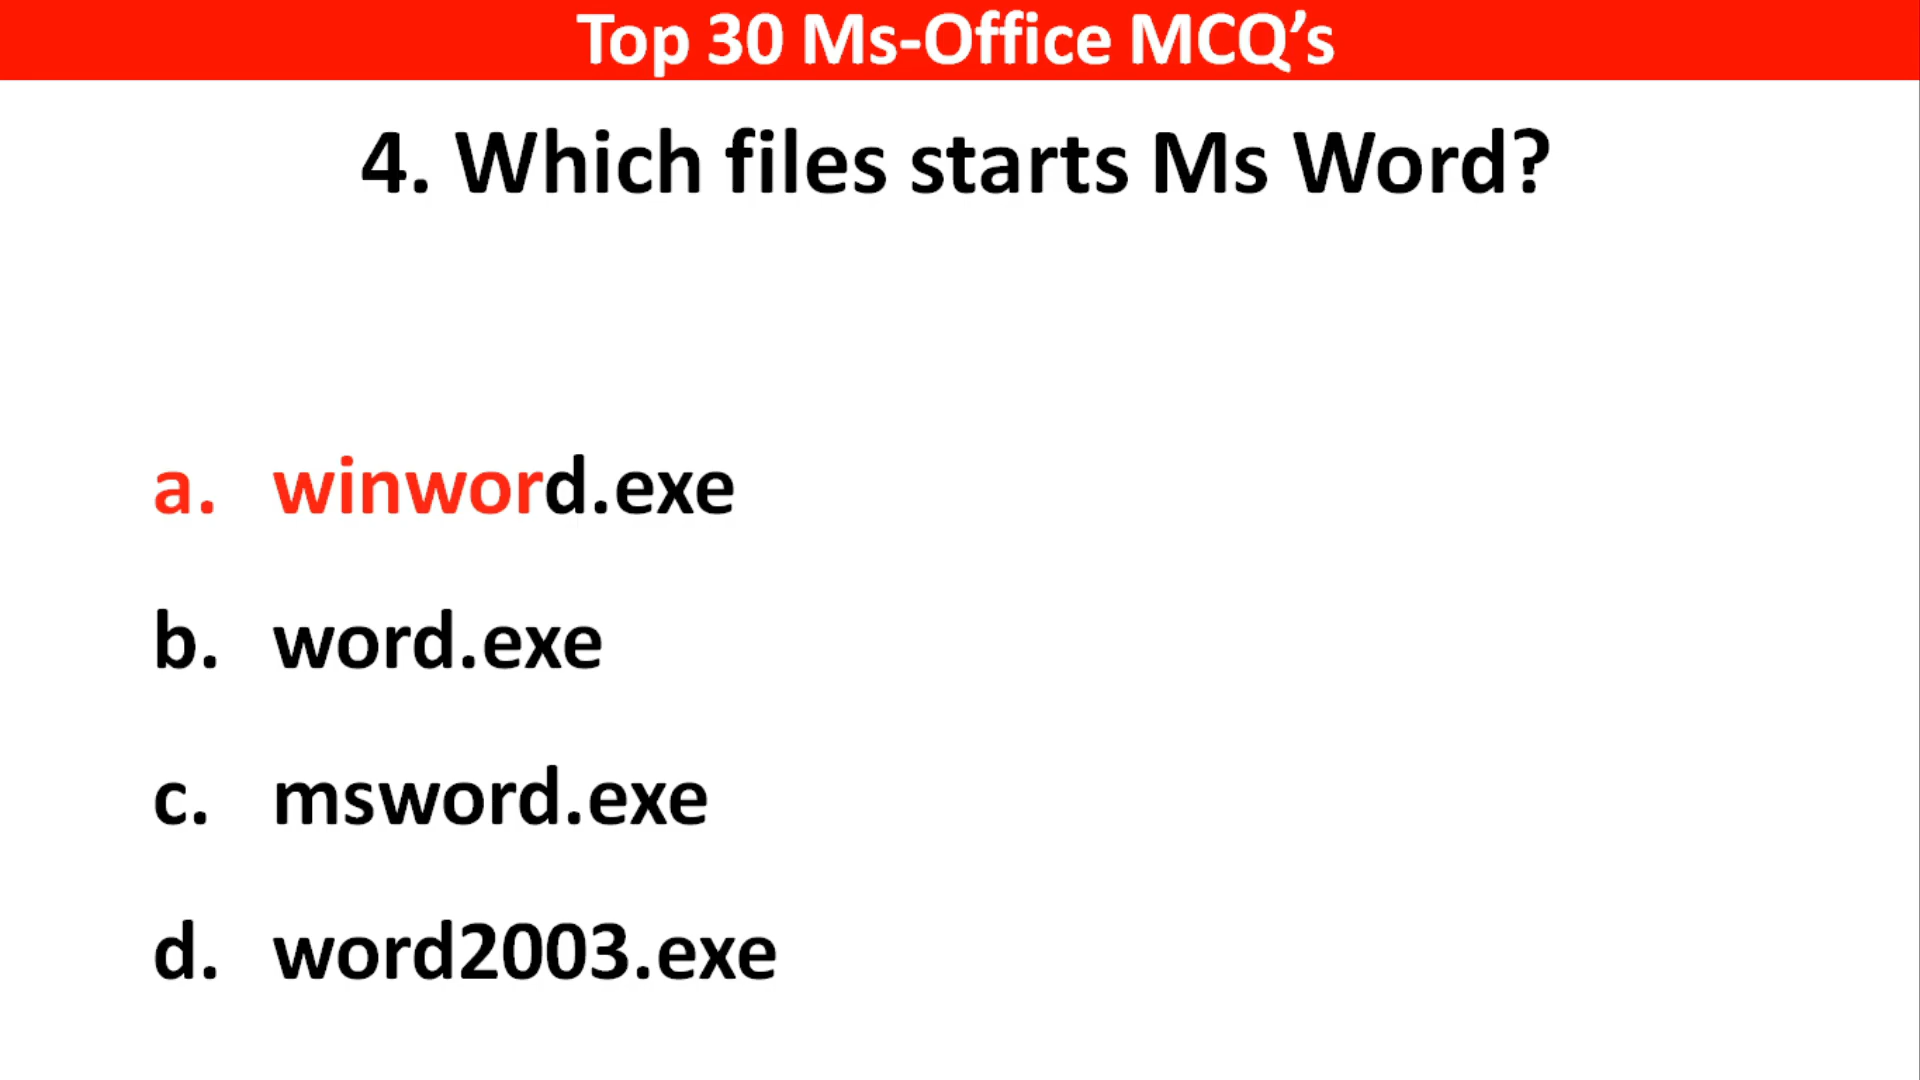 Top 30 Ms-Office MCQ’s
4. Which files starts Ms Word?
a. winword.exe
b. word.exe
c. msword.exe
d. word2003.exe